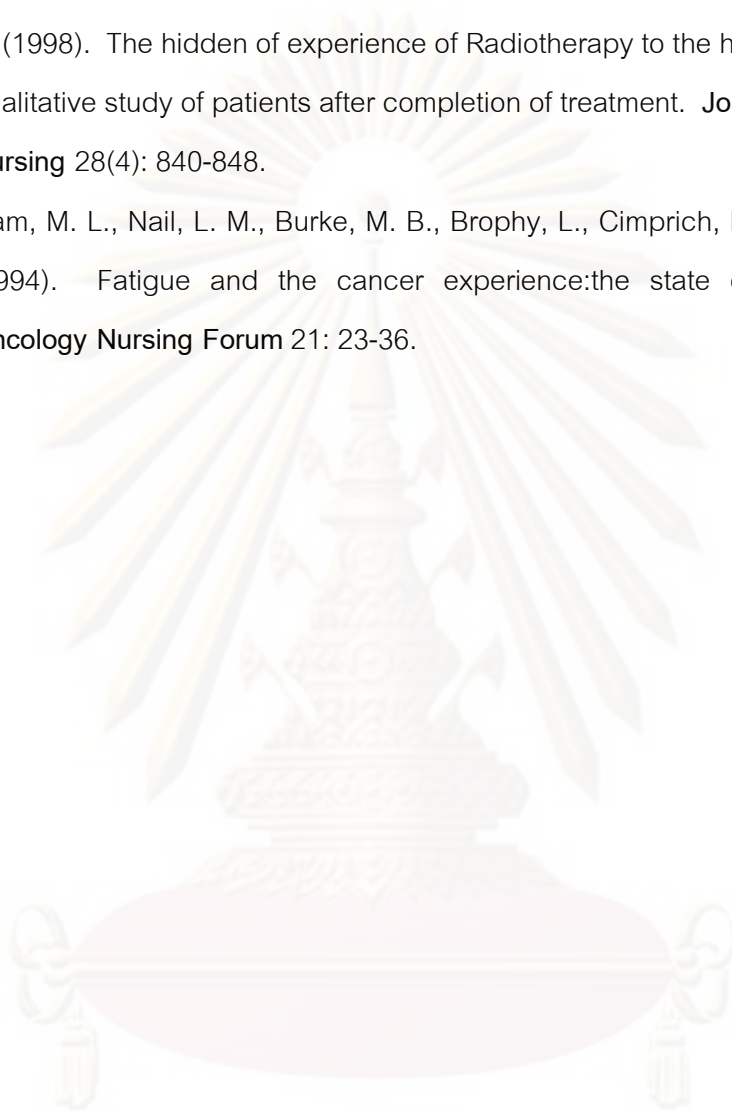 (1998). The hidden of experience of Radiotherapy to the h
alitative study of patients after completion of treatment. Jo
ursing 28(4): 840-848.
am, M. L., Nail, L. M., Burke, M. B., Brophy, L., Cimprich,
994). Fatigue and the cancer experience:the state
ncology Nursing Forum 21: 23-36.